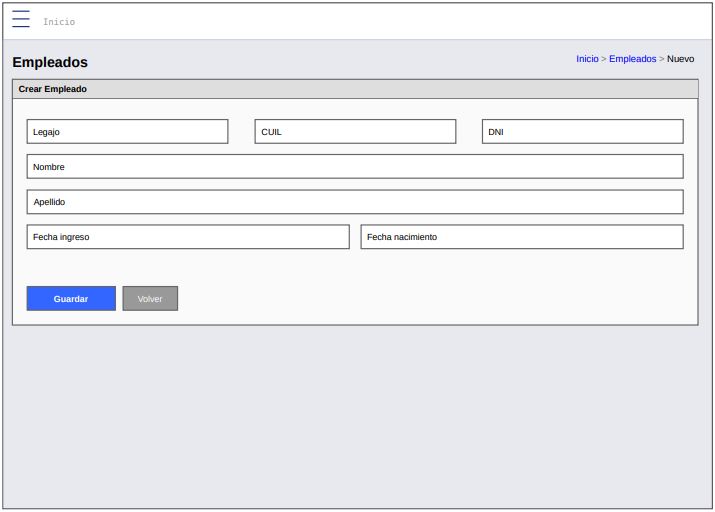 Inicio
Empleados
Inicio > Empleados > Nuevo
Crear Empleado
Legajo
CUIL
DNI
Nombre
Apellido
Fecha ingreso
Fecha nacimiento
Guardar
Volver